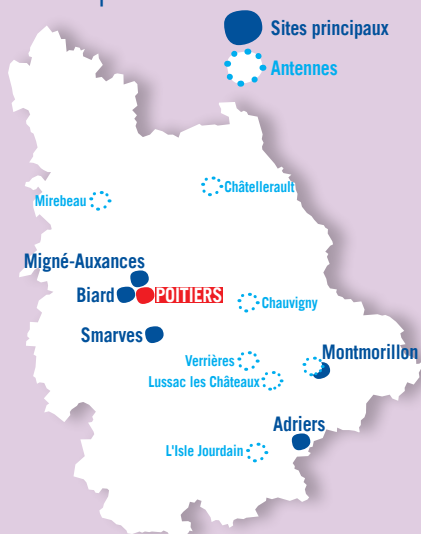 Sites principaux
Antennes
Châtellerault
Mirebeau
Migné-Auxances
Biard
POITIERS
Chauvigny
Smarves
Montmorillon
Verrières
Lussac les Châteaux
Adriers
L'Isle Jourdain